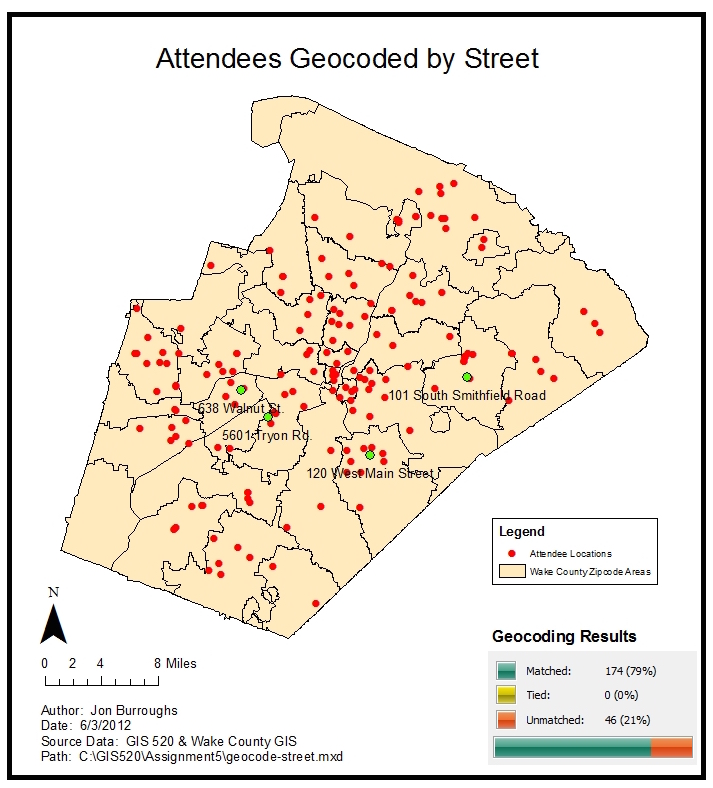 Attendees Geocoded by Street
101 South Smithfield Road
638 Walnut St.
5601 Tryon Rd.
120 West Main Street
Legend
Attendee Locations
Wake County Zipcode Areas
N
0 2 4 8 Miles
Geocoding Results
Matched: 174 (79%)
Tied: 0 (0%)
Unmatched: 46 (21%)
Author: Jon Burroughs
Date: 6/3/2012
Source Data: GIS 520 & Wake County GIS
Path: C:\GIS520\Assignment5\geocode-street.mxd